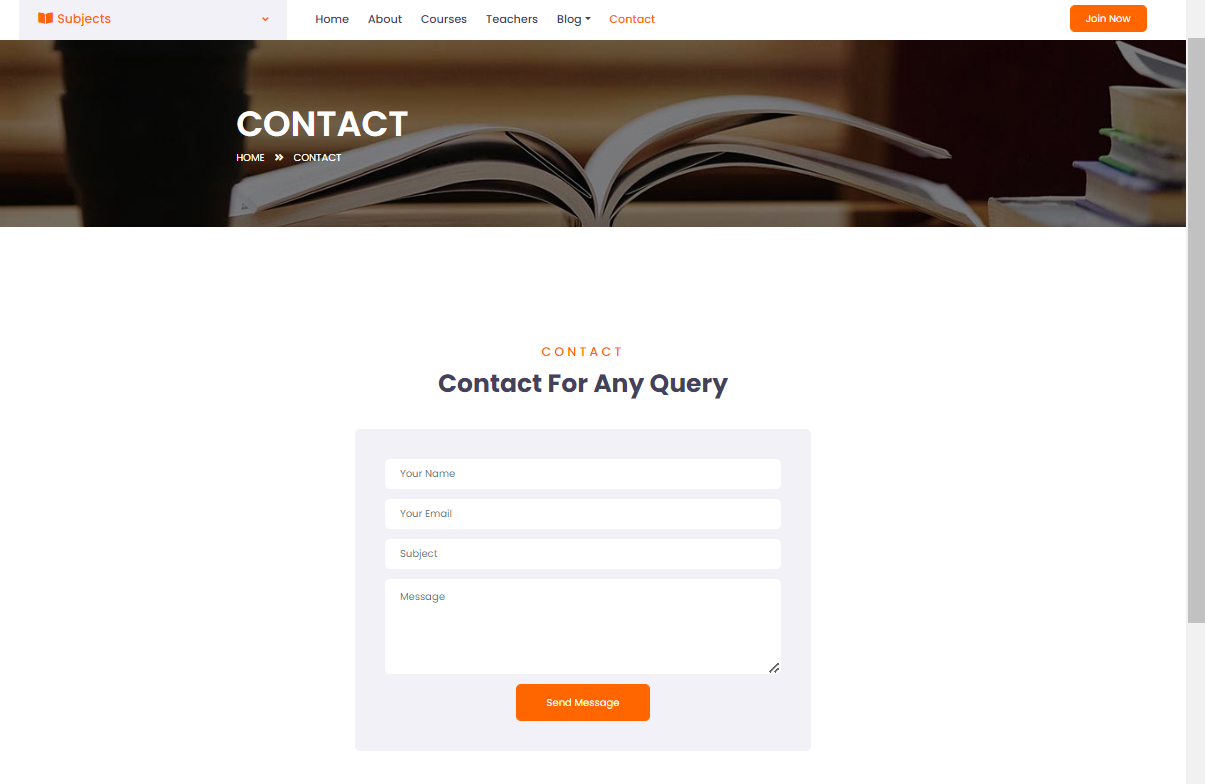 Subjects Home About Courses Teachers Blog Contact Join Now
CONTACT
HOME CONTACT
CONTACT
Contact For Any Query
Your Name
Your Email
Subject
Message
Send Message